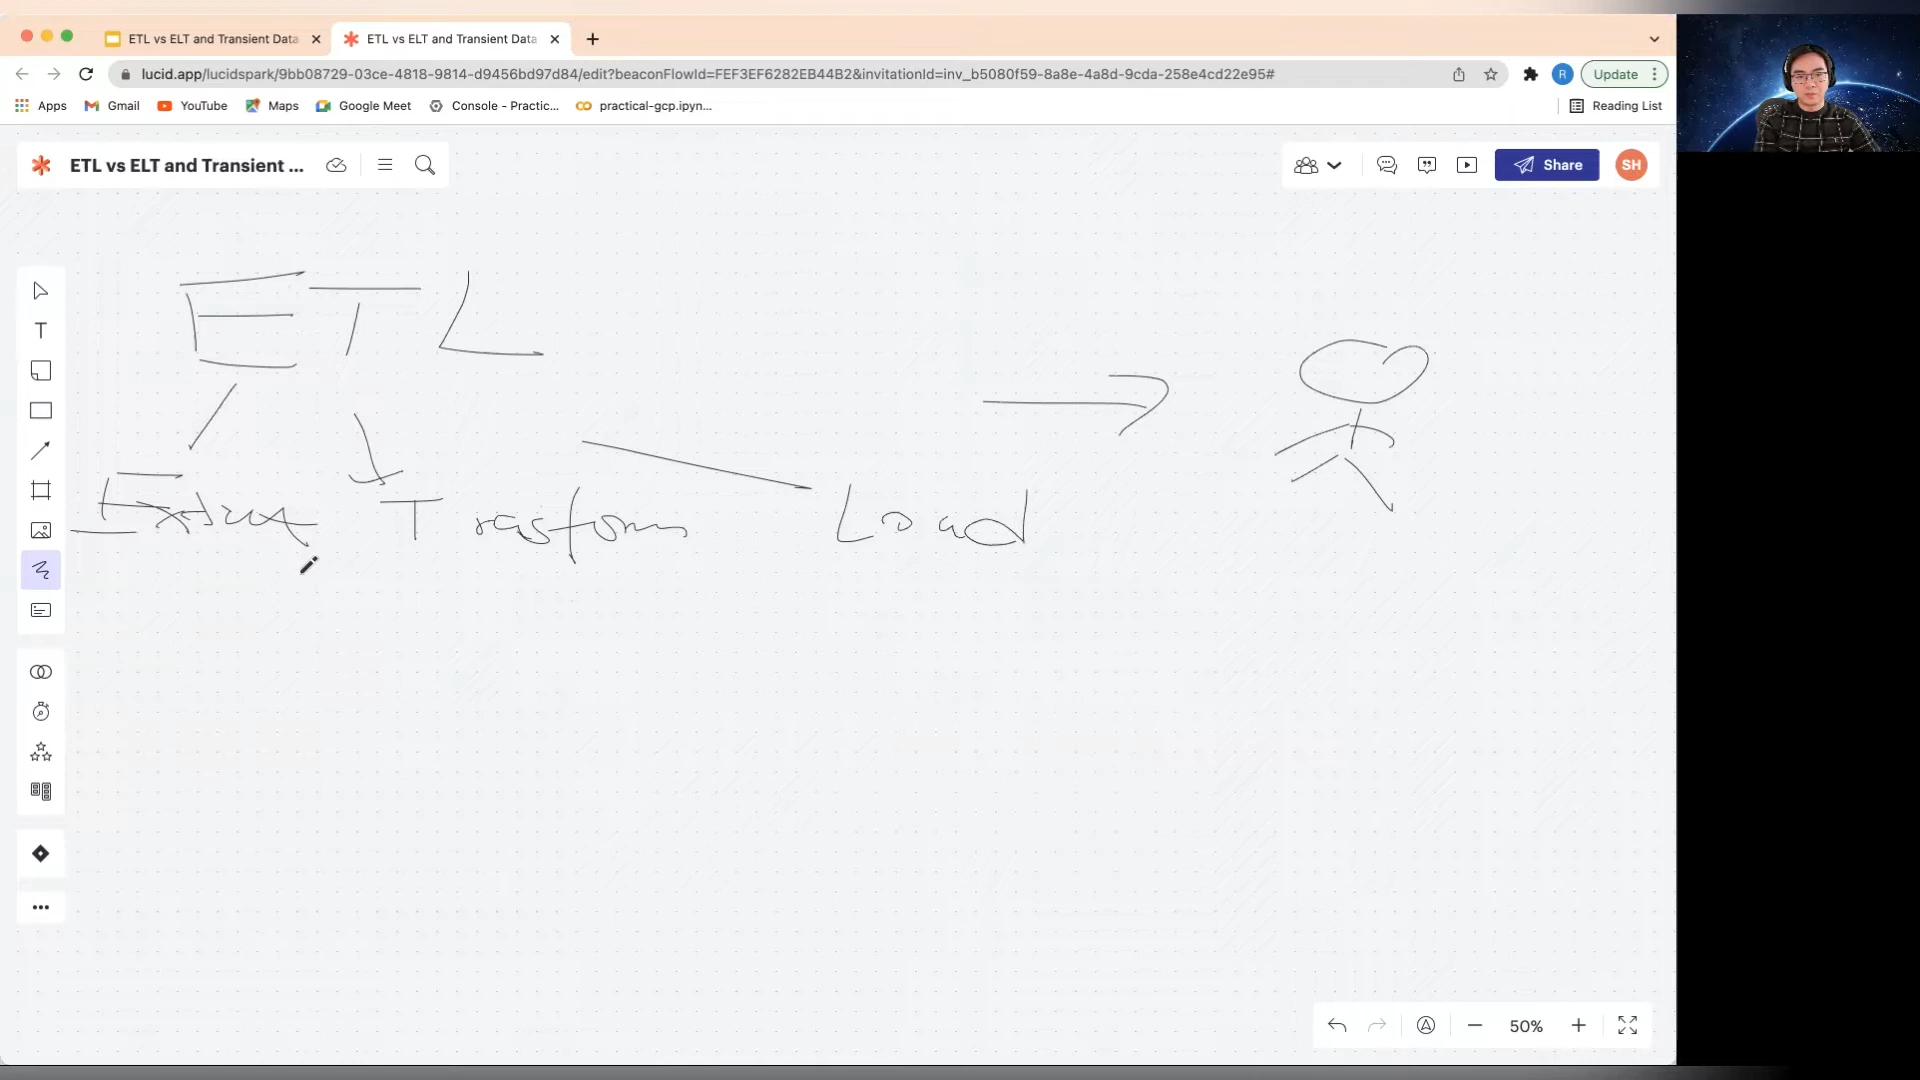 ETL vs ELT and Transient Data
ETL vs ELT and Transient Data
lucid.app/lucidspark/9bb08729-03ce-4818-9814-d9456bd97d84/edit?beaconFlowId=FEF3EF6282EB44B2&invitationId=inv_b5080f59-8a8e-4a8d-9cda-258e4cd22e95#
R
Update
Apps
Gmail
YouTube
Maps
Google Meet
Console - Practic...
practical-gcp.ipyn...
Reading List
ETL vs ELT and Transient ...
Share
SH
T
ETL
Trasform
Load
50%